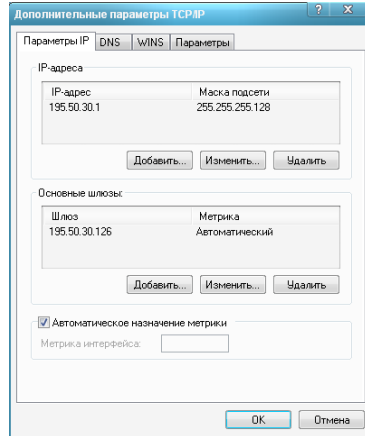 Дополнительные параметры TCP/IP
Параметры IP DNS WINS Параметры
IP-адреса
IP-адрес Маска подсети
195.50.30.1 255.255.255.128
Добавить... Изменить... Удалить
Основные шлюзы:
Шлюз Метрика
195.50.30.126 Автоматический
Добавить... Изменить... Удалить
Автоматическое назначение метрики
Метрика интерфейса:
OK Отмена